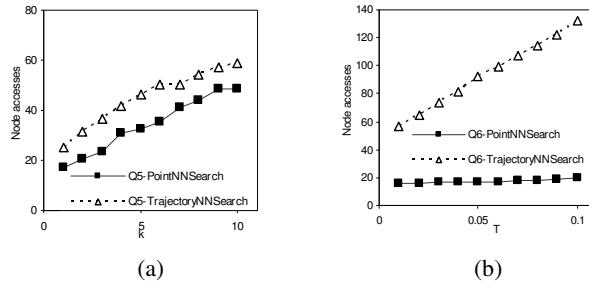 80
60
40
20
0
Node accesses
Q5-PointNNSearch
Q5-TrajectoryNNSearch
0
5
10
k
(a)
140
120
100
80
60
40
20
0
Node accesses
Q6-PointNNSearch
Q6-TrajectoryNNSearch
0
0.05
0.1
T
(b)